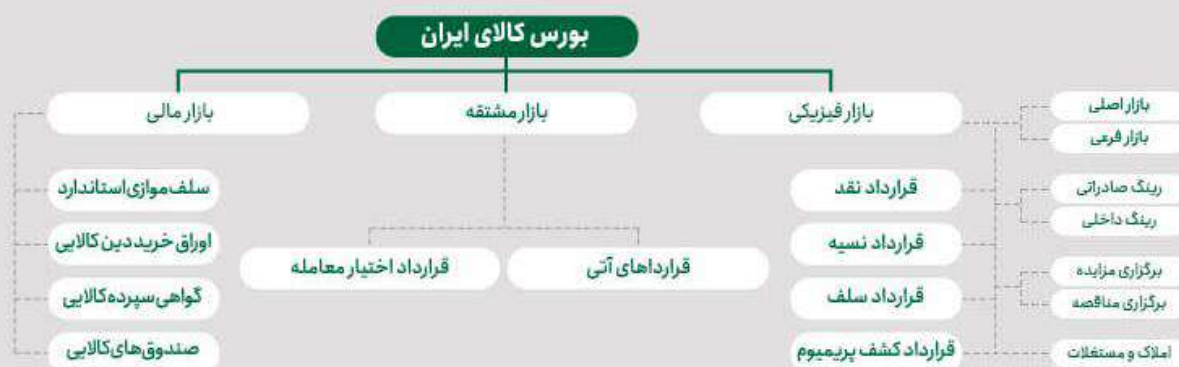 بورس کالای ایران
بازار فیزیکی
بازار مشتقه
بازار مالی
بازار اصلی
بازار فرعی
رینگ صادراتی
رینگ داخلی
برگزاری مزایده
برگزاری مناقصه
املاک و مستغلات
قرارداد نقد
قرارداد نسیه
قرارداد سلف
قرارداد کشف پریمیوم
قراردادهای آتی
قرارداد اختیار معامله
سلف موازی استاندارد
اوراق خرید دین کالایی
گواهی سپرده کالایی
صندوق‌های کالایی